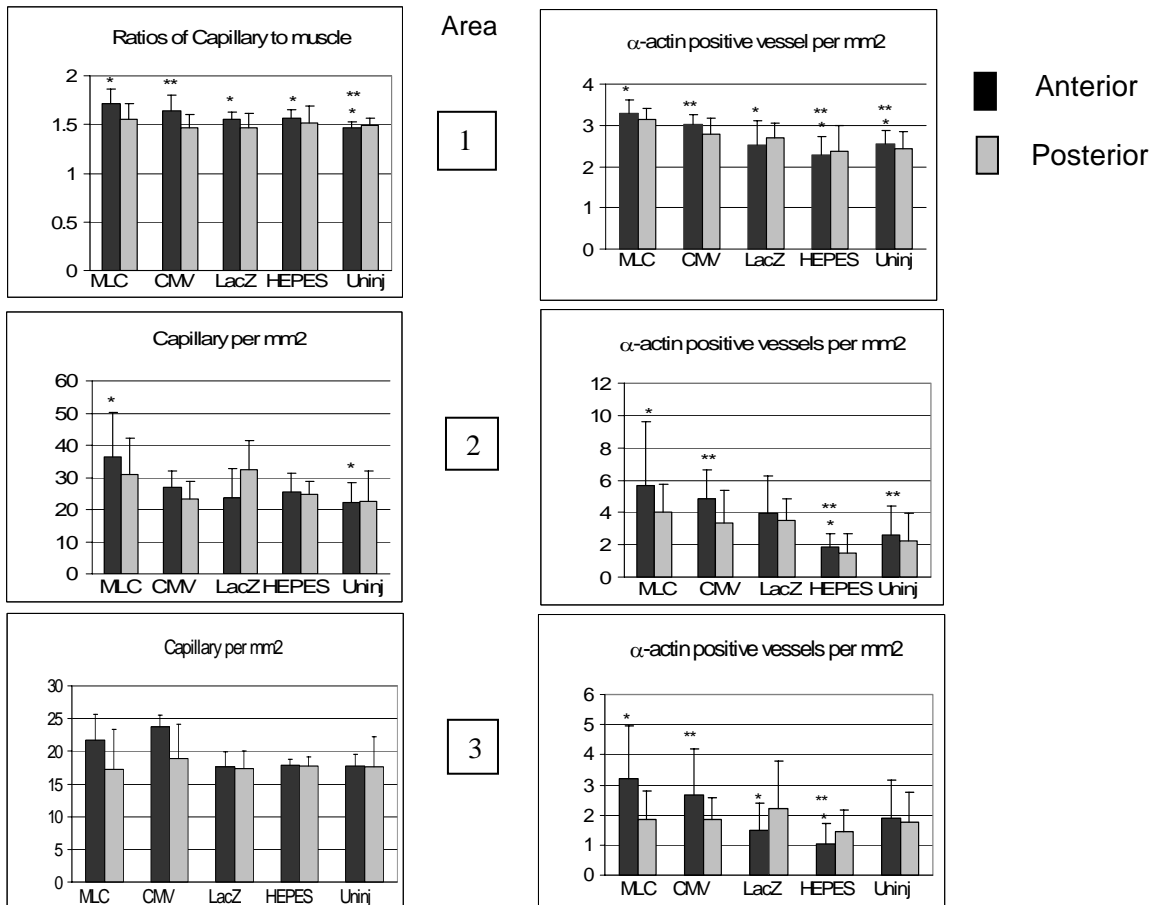 Ratios of Capillary to muscle
2
1.5
1
0.5
0
* ** * * ** *
MLC CMV LacZ HEPES Uninj
Area
1
α-actin positive vessel per mm2
4
3
2
1
0
* ** * ** * ** *
MLC CMV LacZ HEPES Uninj
Anterior
Posterior
Capillary per mm2
60
50
40
30
20
10
0
* *
MLC CMV LacZ HEPES Uninj
2
α-actin positive vessels per mm2
12
10
8
6
4
2
0
* ** ** * **
MLC CMV LacZ HEPES Uninj
Capillary per mm2
30
25
20
15
10
5
0
MLC CMV LacZ HEPES Uninj
3
α-actin positive vessels per mm2
6
5
4
3
2
1
0
* ** * ** *
MLC CMV LacZ HEPES Uninj